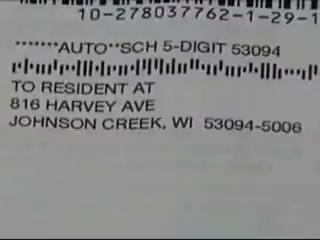 10-278037762-1-29-1
*******AUTO**SCH 5-DIGIT 53094
TO RESIDENT AT
816 HARVEY AVE
JOHNSON CREEK, WI 53094-5006